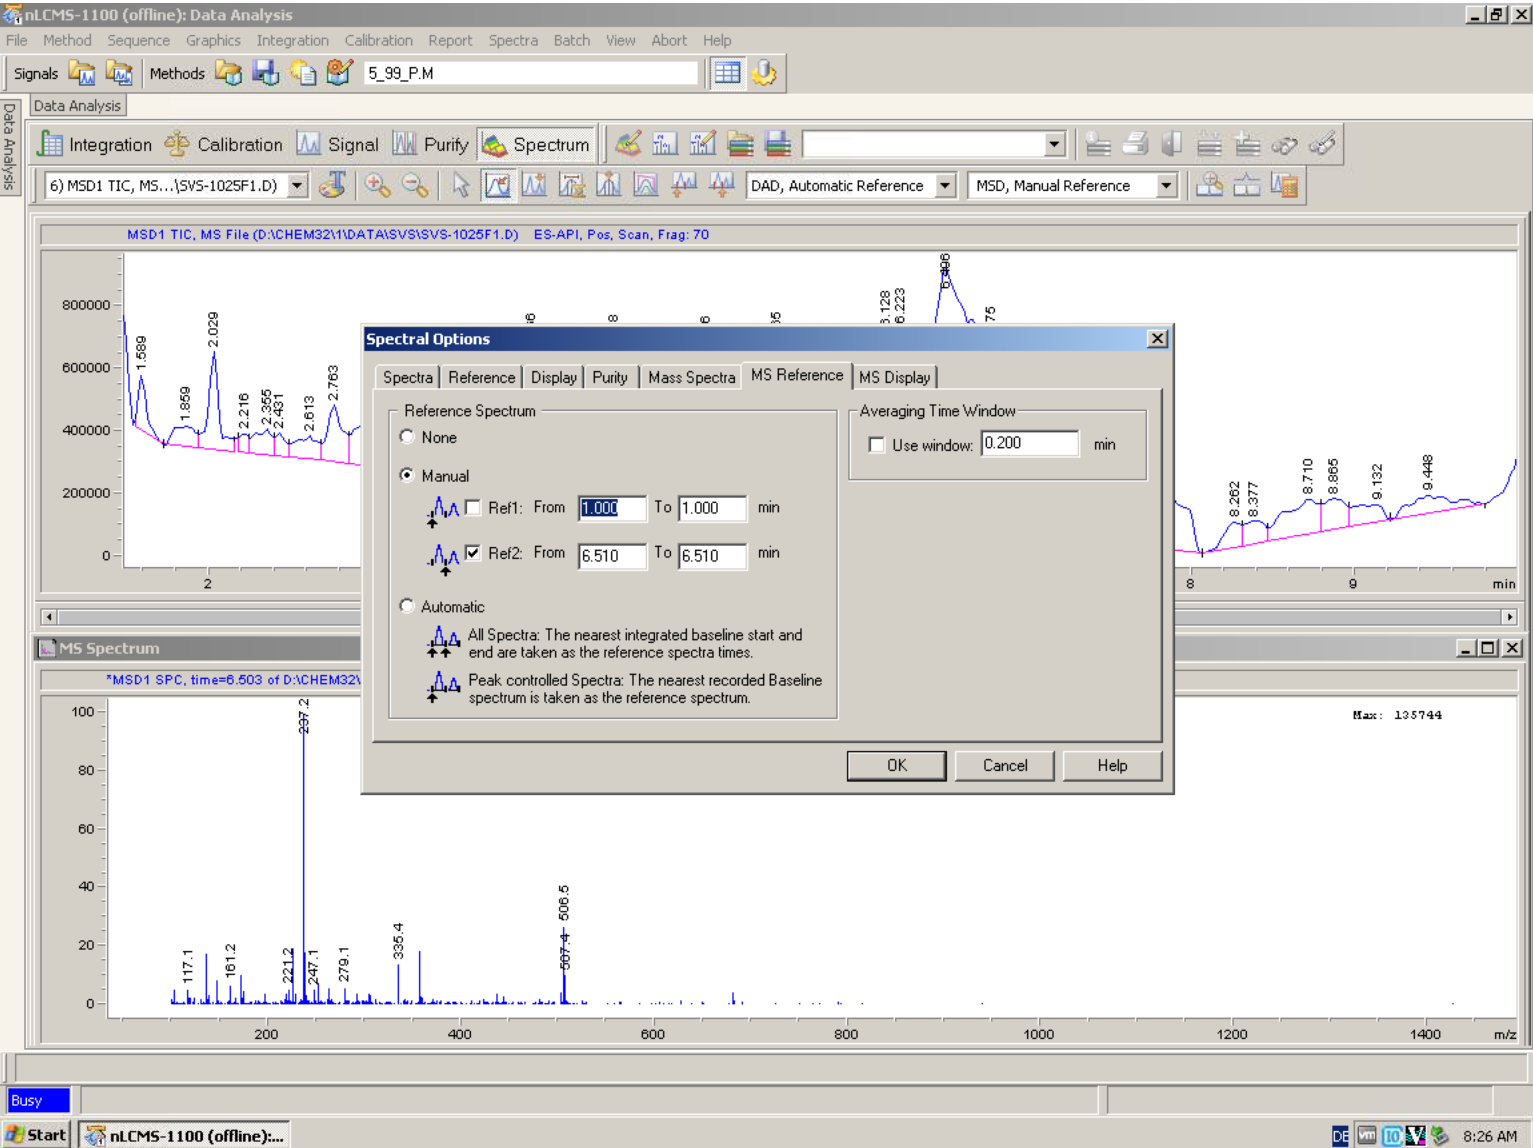 nLCMS-1100 (offline): Data Analysis
File Method Sequence Graphics Integration Calibration Report Spectra Batch View Abort Help
Signals Methods 5_99_P.M
Data Analysis
Data Analysis
Integration Calibration Signal Purify Spectrum
6) MSD1 TIC, MS...\SVS-1025F1.D) DAD, Automatic Reference MSD, Manual Reference
MSD1 TIC, MS File (D:\CHEM32\1\DATA\SVS\SVS-1025F1.D) ES-API, Pos, Scan, Frag: 70
800000
600000
400000
200000
0
1.589
1.859
2.029
2.216
2.355
2.431
2.613
2.763
6.128
6.223
6.496
75
8.262
8.377
8.710
8.865
9.132
9.448
2 8 9 min
Spectral Options
Spectra Reference Display Purity Mass Spectra MS Reference MS Display
Reference Spectrum
None
Manual
Ref1: From 1.000 To 1.000 min
Ref2: From 6.510 To 6.510 min
Automatic
All Spectra: The nearest integrated baseline start and
end are taken as the reference spectra times.
Peak controlled Spectra: The nearest recorded Baseline
spectrum is taken as the reference spectrum.
Averaging Time Window
Use window: 0.200 min
OK Cancel Help
MS Spectrum
*MSD1 SPC, time=6.503 of D:\CHEM32\
Max: 135744
100
80
60
40
20
0
117.1
161.2
221.2
237.2
247.1
279.1
335.4
506.5
507.4
200 400 600 800 1000 1200 1400 m/z
Busy
Start nLCMS-1100 (offline):... DE 8:26 AM